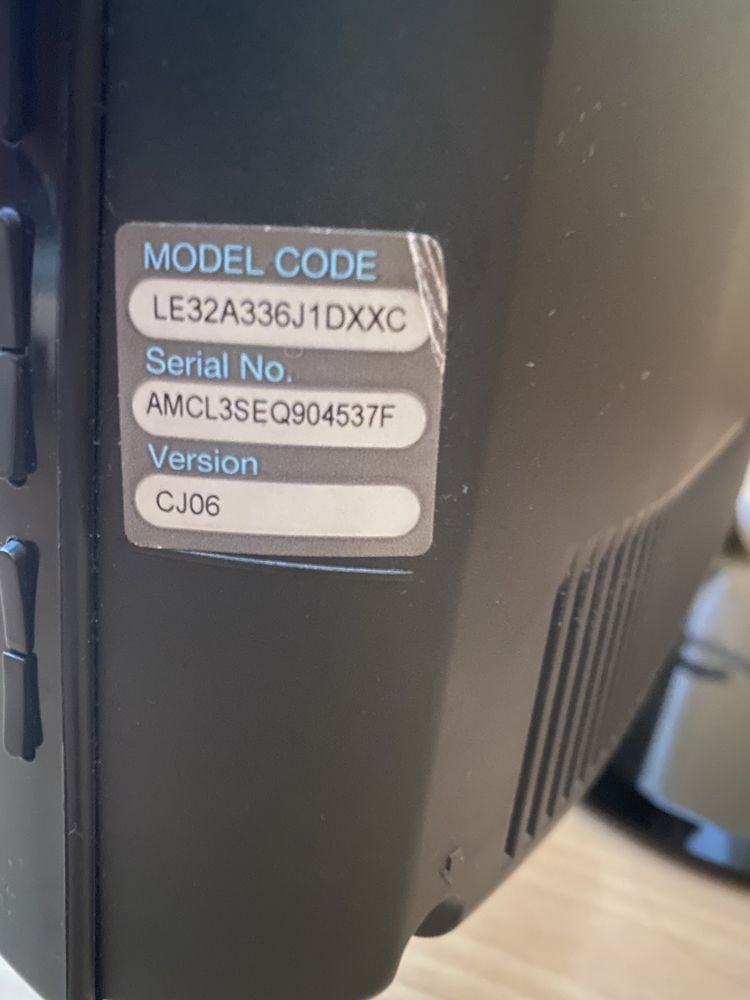 MODEL CODE
LE32A336J1DXXC
Serial No.
AMCL3SEQ904537F
Version
CJ06